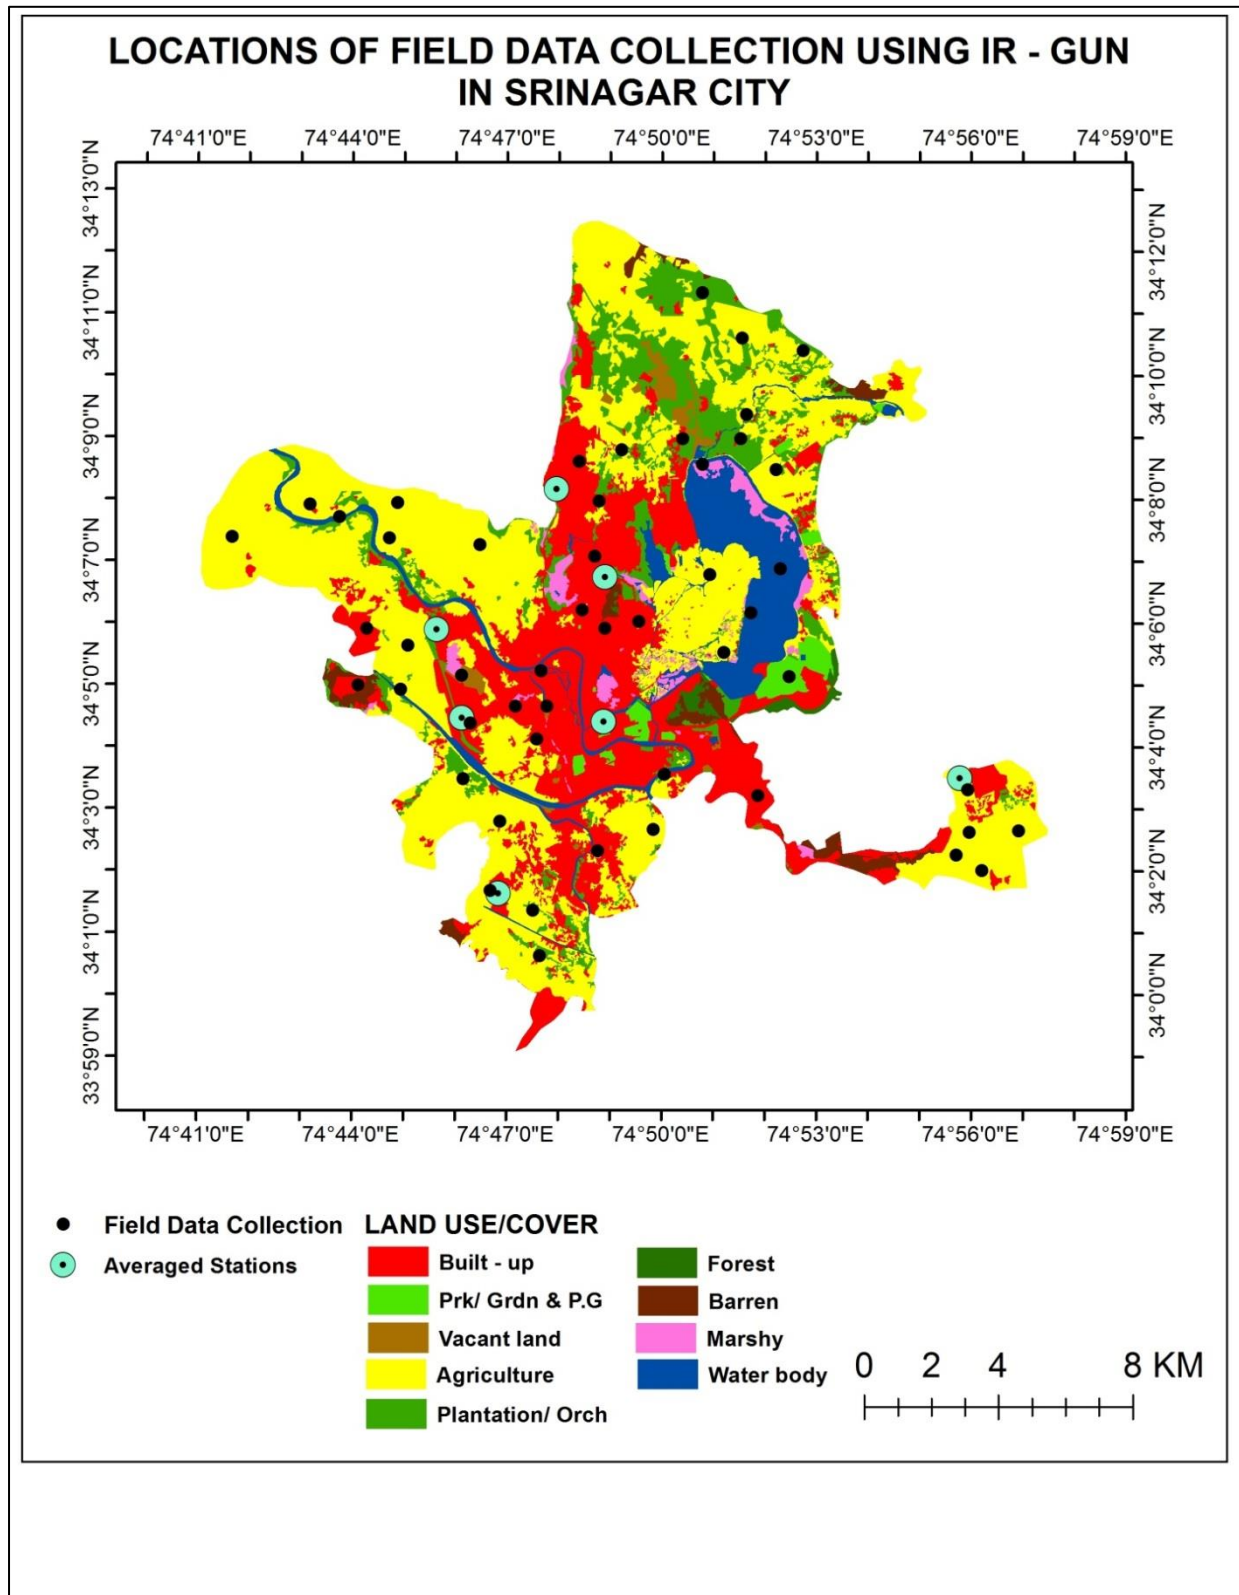 LOCATIONS OF FIELD DATA COLLECTION USING IR - GUN
IN SRINAGAR CITY
74°41'0"E 74°44'0"E 74°47'0"E 74°50'0"E 74°53'0"E 74°56'0"E 74°59'0"E
34°13'0"N
34°11'0"N
34°9'0"N
34°7'0"N
34°5'0"N
34°3'0"N
34°1'0"N
33°59'0"N
34°12'0"N
34°10'0"N
34°8'0"N
34°6'0"N
34°4'0"N
34°2'0"N
34°0'0"N
74°41'0"E 74°44'0"E 74°47'0"E 74°50'0"E 74°53'0"E 74°56'0"E 74°59'0"E
Field Data Collection
Averaged Stations
LAND USE/COVER
Built - up
Prk/ Grdn & P.G
Vacant land
Agriculture
Plantation/ Orch
Forest
Barren
Marshy
Water body
0 2 4 8 KM